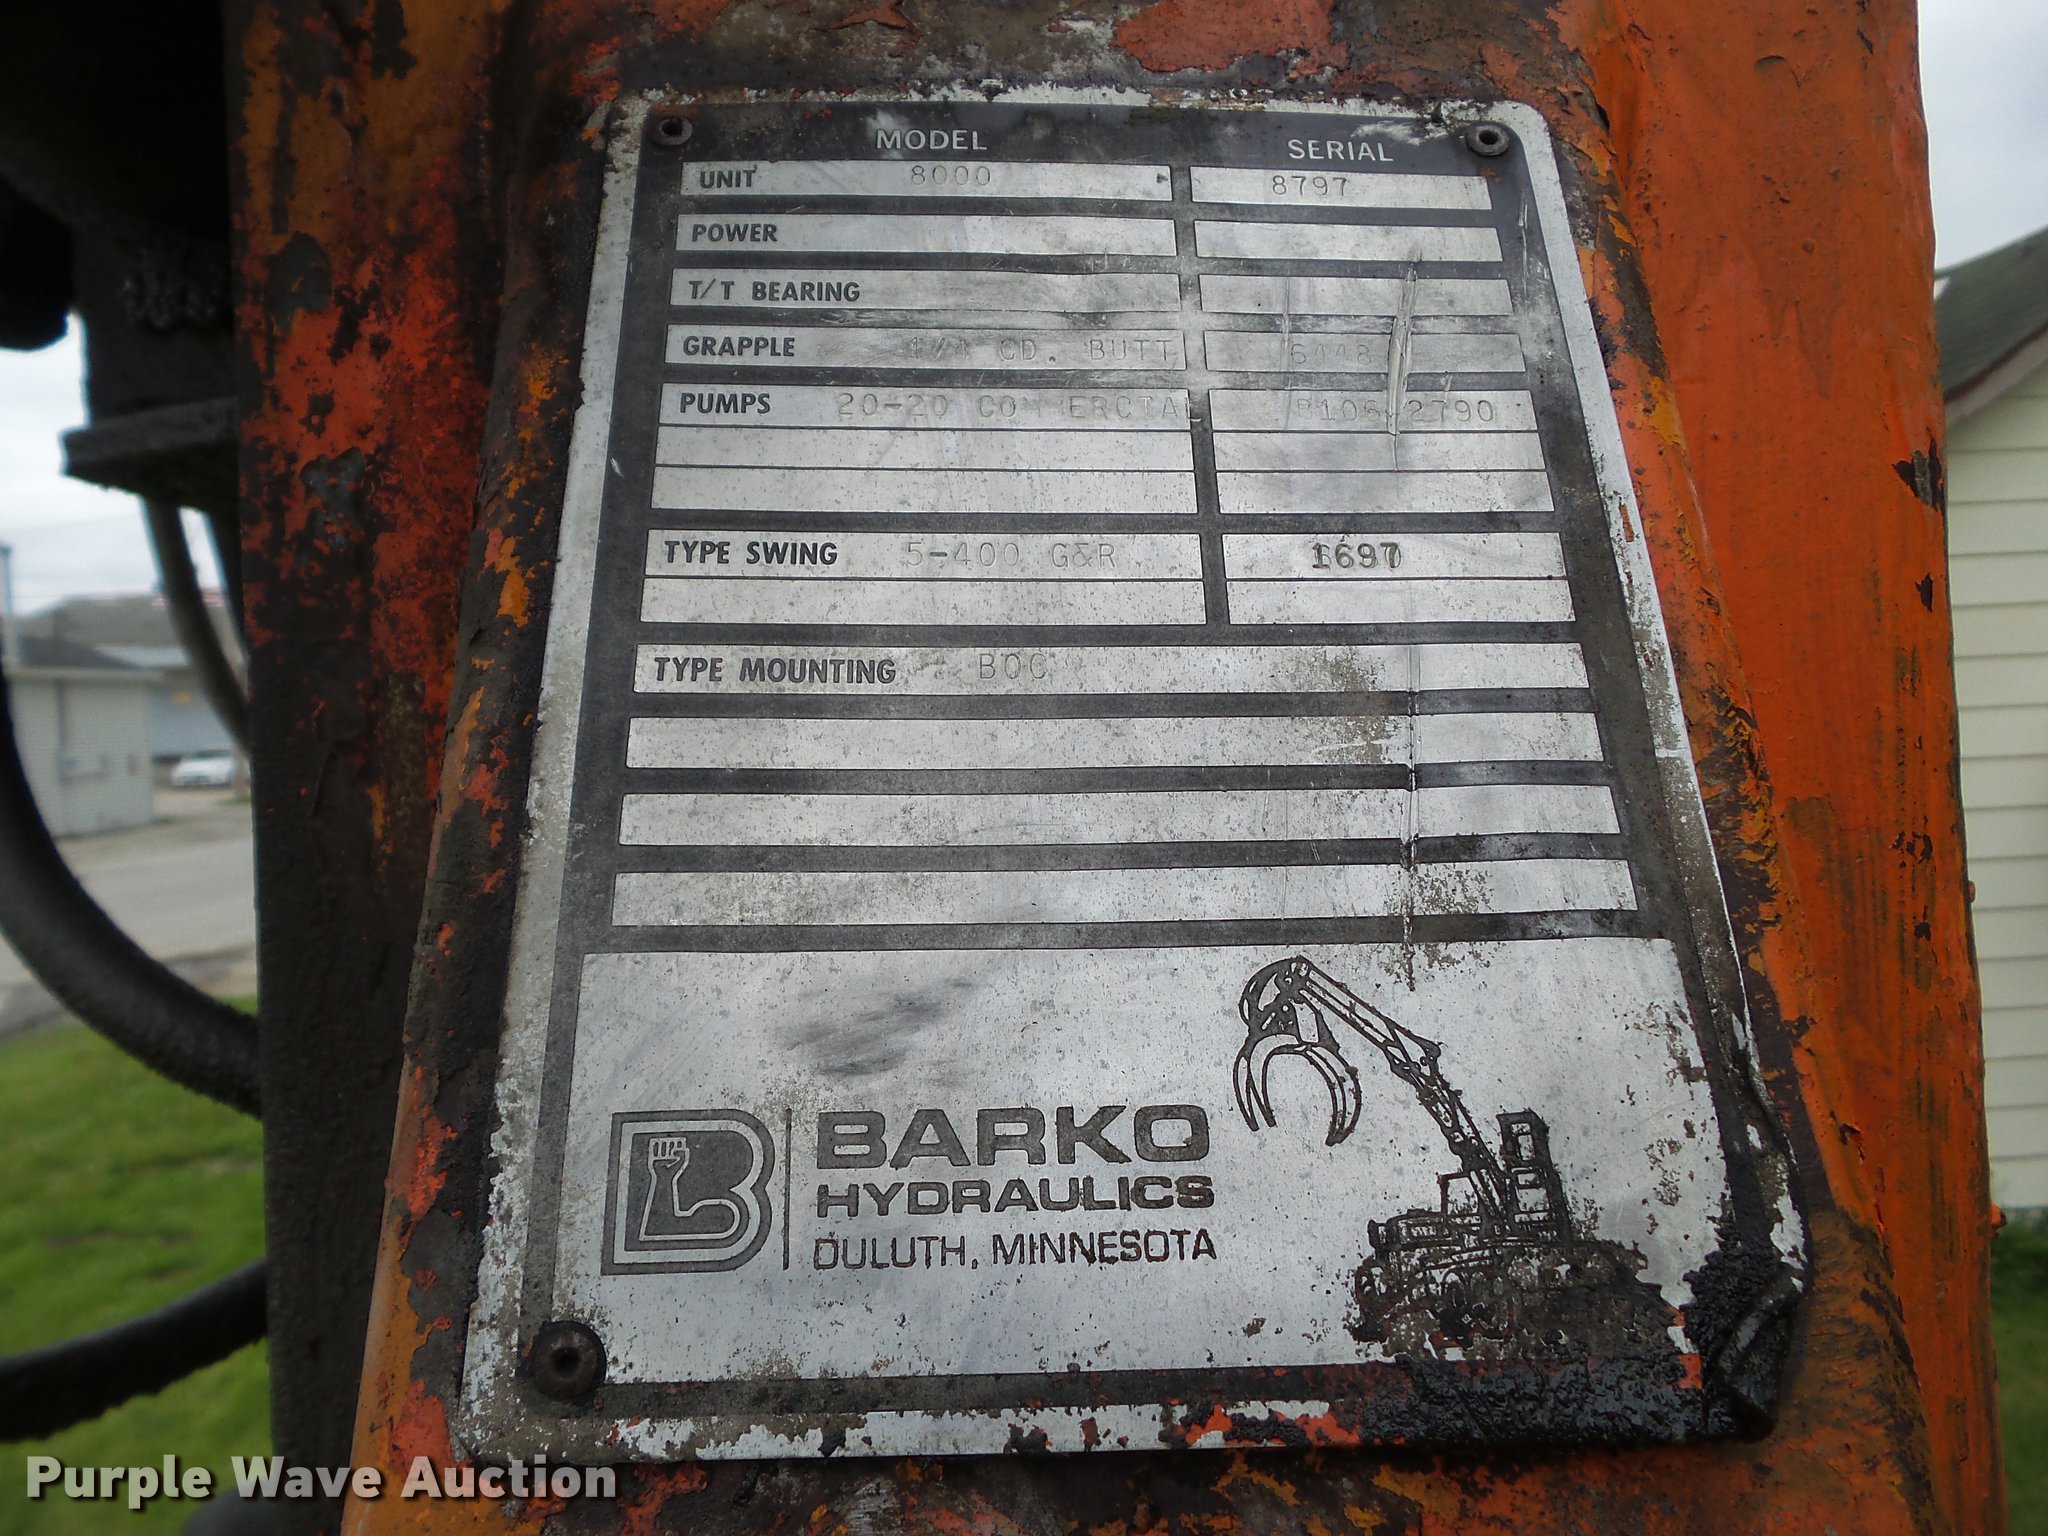 MODEL SERIAL
UNIT 8000 8797
POWER
T/T BEARING
GRAPPLE CD. BUTT
PUMPS 20-20 COMMERCIAL
TYPE SWING 5-400 G&R
TYPE MOUNTING BOC
B
BARKO
HYDRAULICS
DULUTH, MINNESOTA
Purple Wave Auction